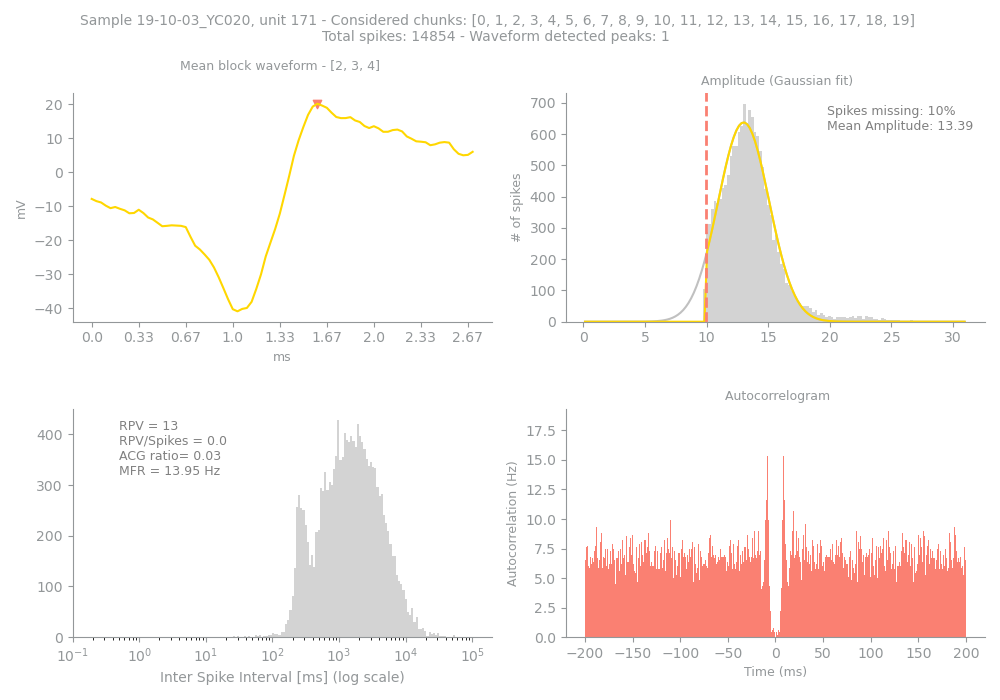 Sample 19-10-03_YC020, unit 171 - Considered chunks: [0, 1, 2, 3, 4, 5, 6, 7, 8, 9, 10, 11, 12, 13, 14, 15, 16, 17, 18, 19]
Total spikes: 14854 - Waveform detected peaks: 1
Mean block waveform - [2, 3, 4]
20
10
0
−10
−20
−30
−40
mV
0.0 0.33 0.67 1.0 1.33 1.67 2.0 2.33 2.67
ms
Amplitude (Gaussian fit)
Spikes missing: 10%
Mean Amplitude: 13.39
700
600
500
400
300
200
100
0
# of spikes
0 5 10 15 20 25 30
RPV = 13
RPV/Spikes = 0.0
ACG ratio= 0.03
MFR = 13.95 Hz
400
300
200
100
0
10−1 100 101 102 103 104 105
Inter Spike Interval [ms] (log scale)
Autocorrelogram
17.5
15.0
12.5
10.0
7.5
5.0
2.5
0.0
Autocorrelation (Hz)
−200 −150 −100 −50 0 50 100 150 200
Time (ms)